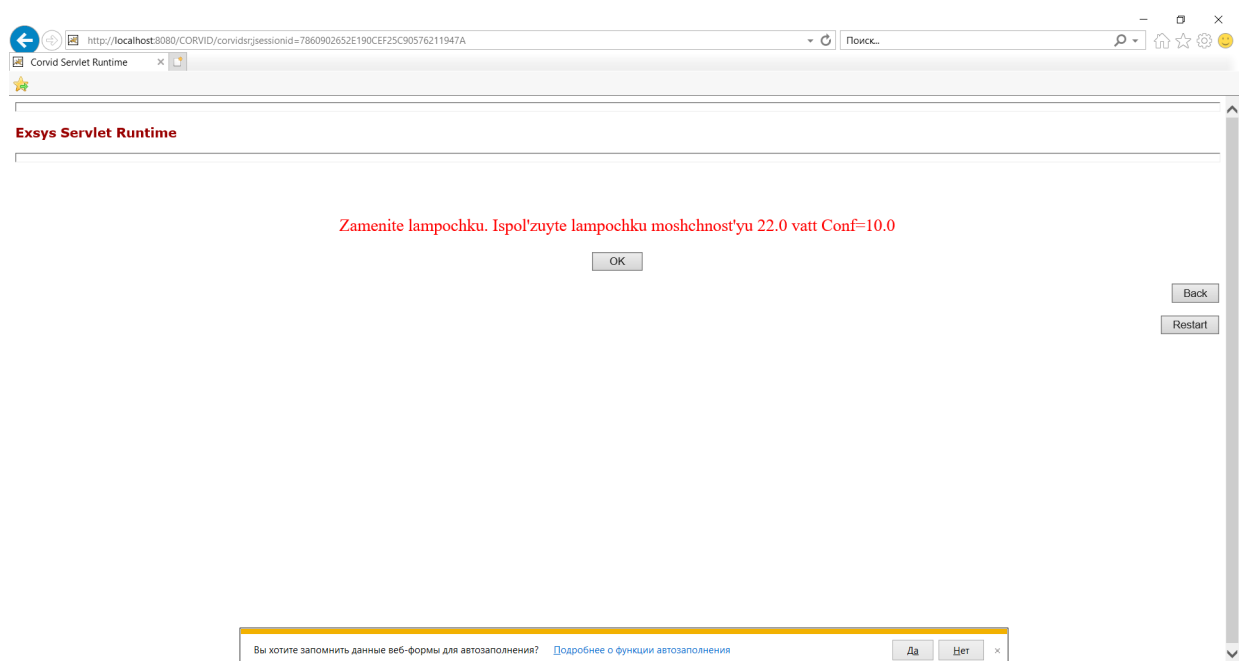 http://localhost:8080/CORVID/corvidsr;jsessionid=7860902652E190CEF25C90576211947A
Поиск...
Corvid Servlet Runtime
Exsys Servlet Runtime
Zamenite lampochku. Ispol'zuyte lampochku moshchnost'yu 22.0 vatt Conf=10.0
OK
Back
Restart
Вы хотите запомнить данные веб-формы для автозаполнения? Подробнее о функции автозаполнения Да Нет